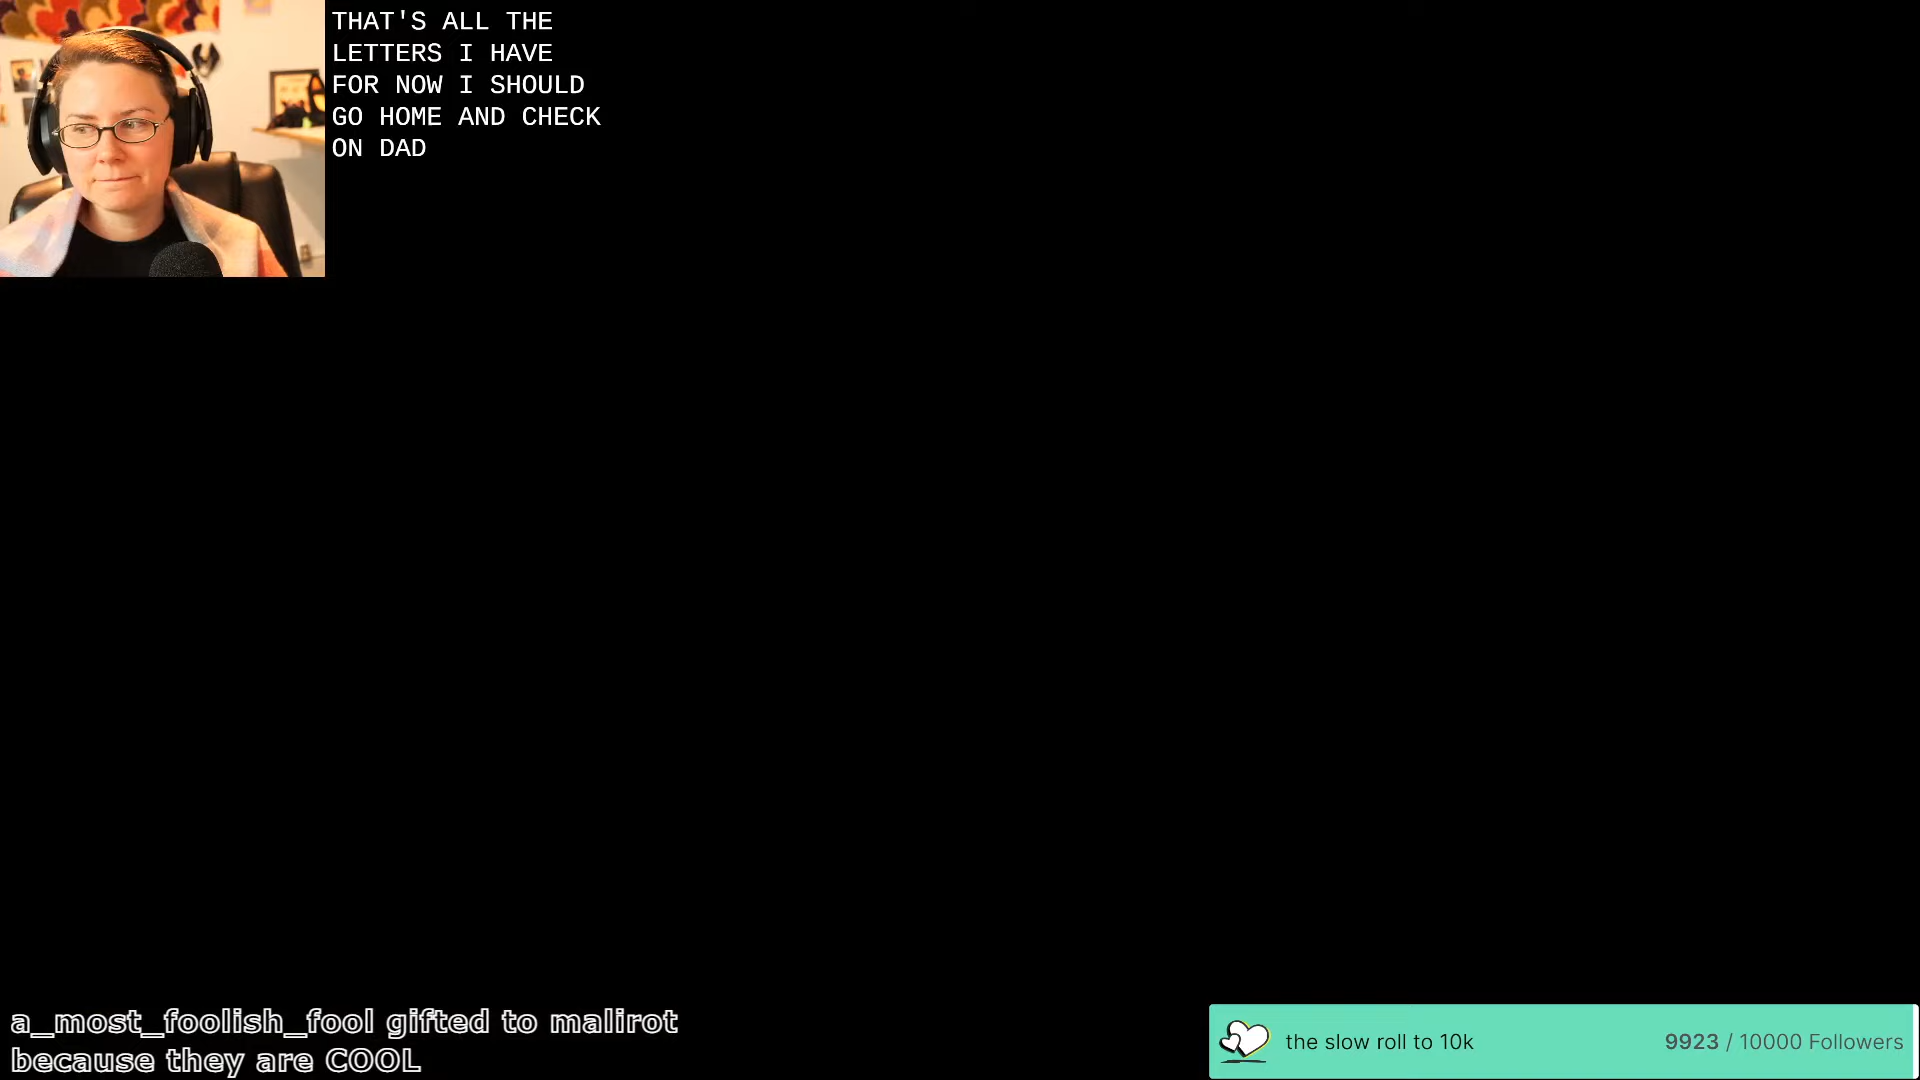 THAT'S ALL THE
LETTERS I HAVE
FOR NOW I SHOULD
GO HOME AND CHECK
ON DAD
a_most_foolish_fool gifted to malirot
because they are COOL
the slow roll to 10k
9923 / 10000 Followers